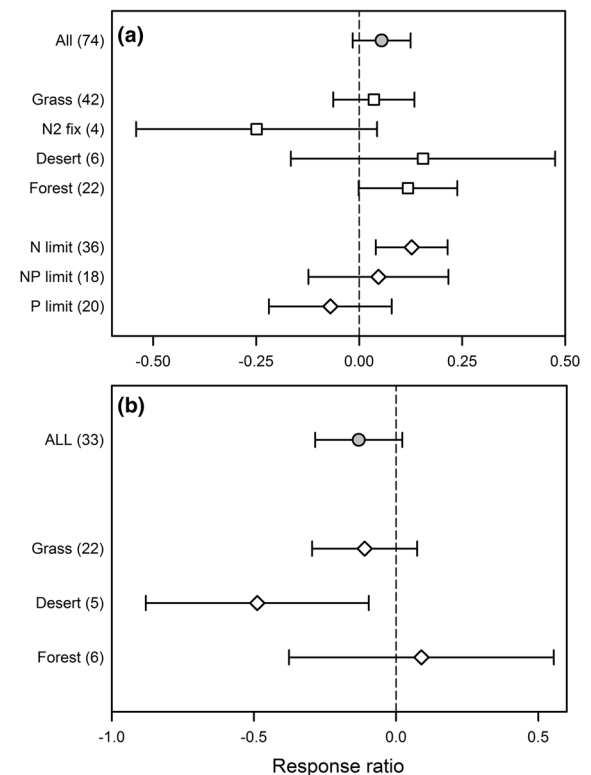 (a)
All (74)
Grass (42)
N2 fix (4)
Desert (6)
Forest (22)
N limit (36)
NP limit (18)
P limit (20)
-0.50 -0.25 0.00 0.25 0.50
(b)
ALL (33)
Grass (22)
Desert (5)
Forest (6)
-1.0 -0.5 0.0 0.5
Response ratio